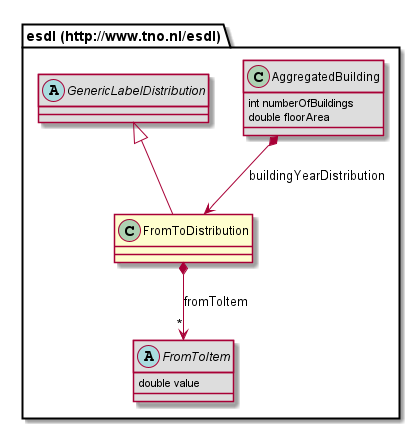 esdl (http://www.tno.nl/esdl)
A GenericLabelDistribution
C AggregatedBuilding
int numberOfBuildings
double floorArea
buildingYearDistribution
C FromToDistribution
fromToItem
*
A FromToItem
double value